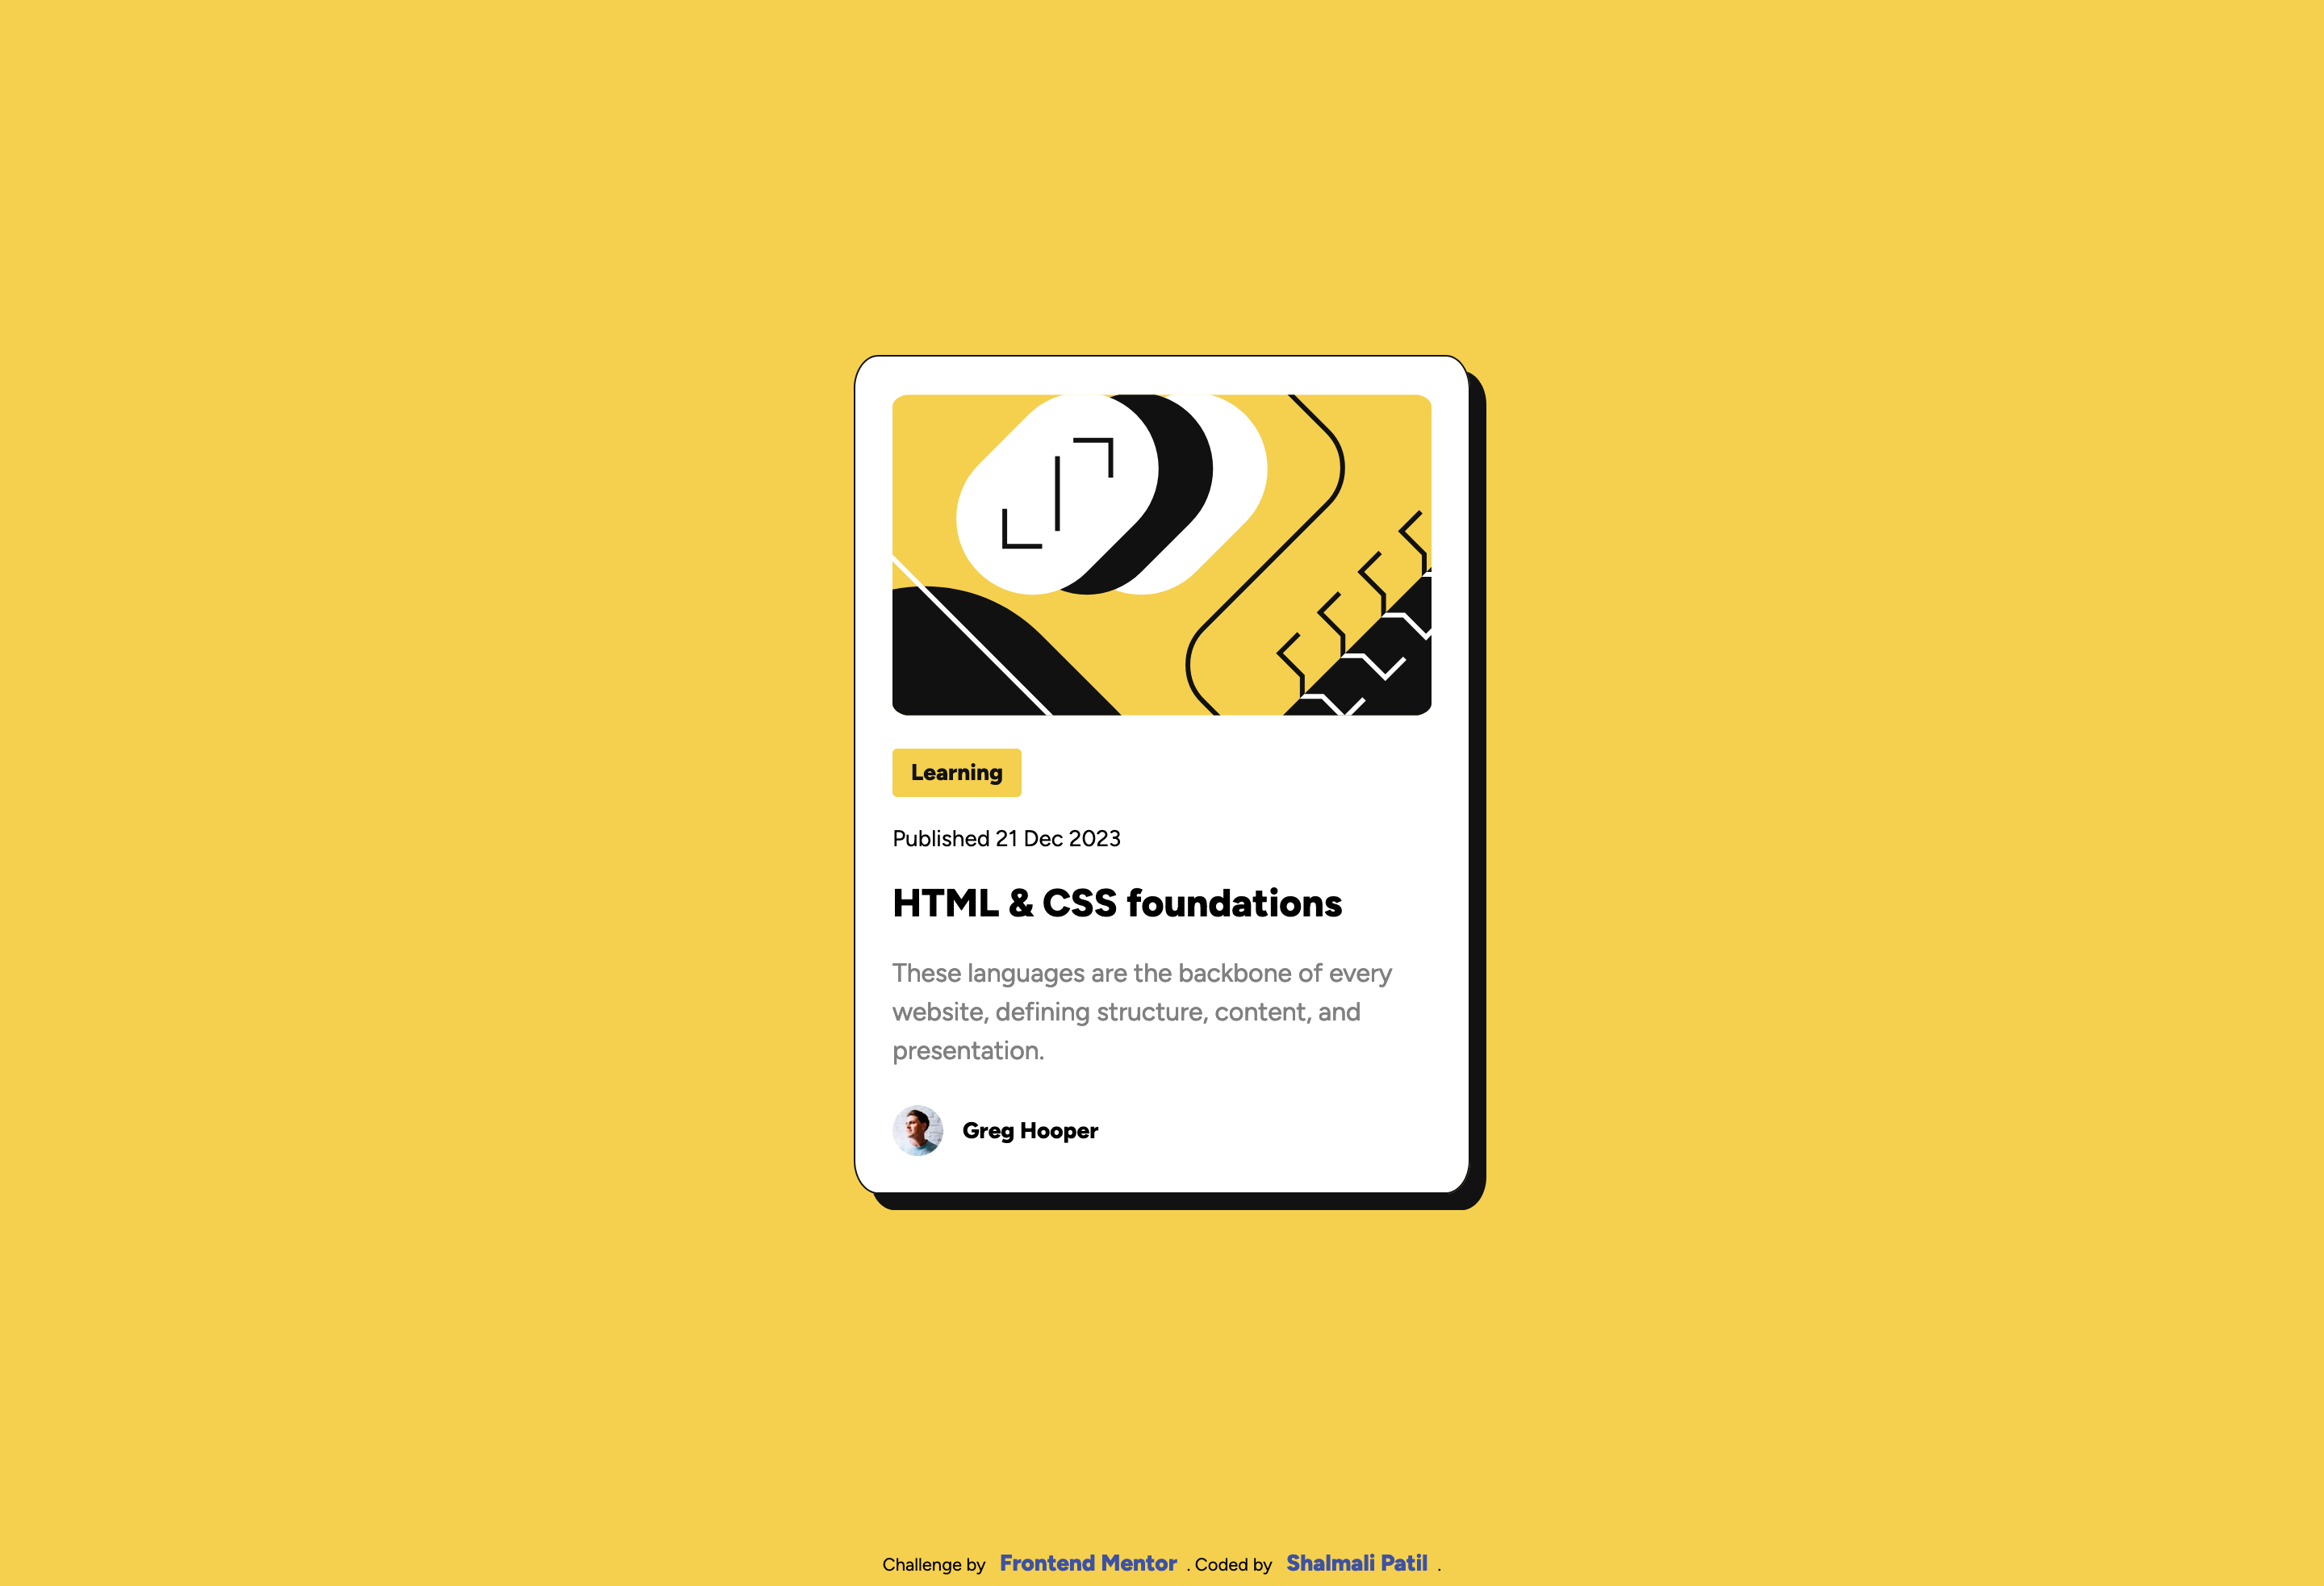 Learning
Published 21 Dec 2023
HTML & CSS foundations
These languages are the backbone of every
website, defining structure, content, and
presentation.
Greg Hooper
Challenge by Frontend Mentor . Coded by Shalmali Patil .